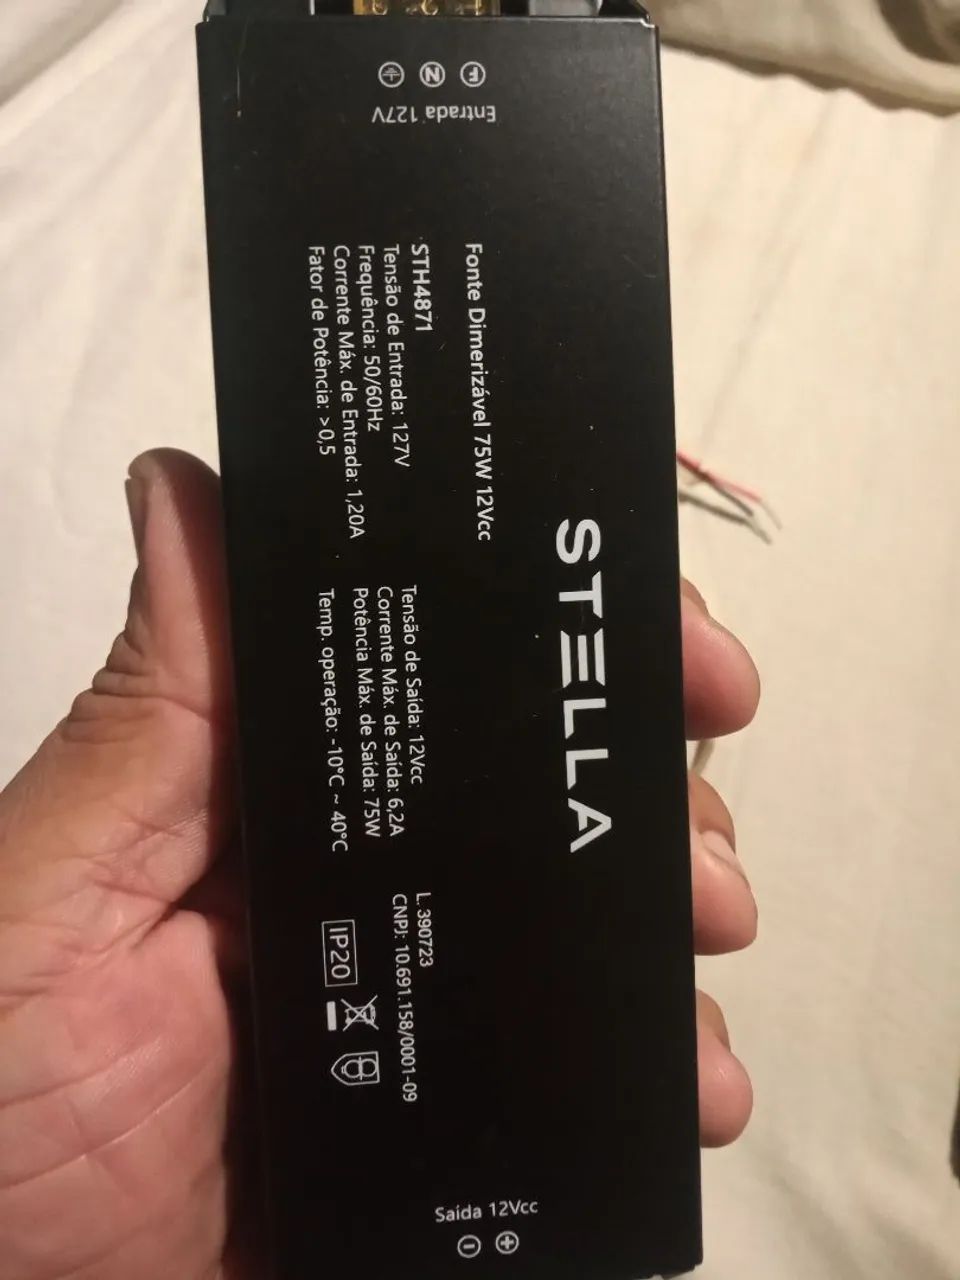 STELLA
Fonte Dimerizável 75W 12Vcc
STH4871
Tensão de Entrada: 127V
Frequência: 50/60Hz
Corrente Máx. de Entrada: 1,20A
Fator de Potência: >0,5
Tensão de Saída: 12Vcc
Corrente Máx. de Saída: 6,2A
Potência Máx. de Saída: 75W
Temp. operação: -10°C ~ 40°C
L. 390723
CNPJ: 10.691.158/0001-09
IP20
Entrada 127V
F N
Saída 12Vcc
- +